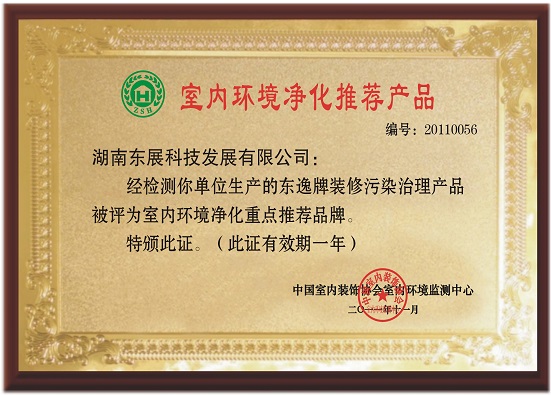 ZSH
室内环境净化推荐产品
编号：20110056
湖南东展科技发展有限公司：
经检测你单位生产的东逸牌装修污染治理产品
被评为室内环境净化重点推荐品牌。
特颁此证。（此证有效期一年）
中国室内装饰协会室内环境监测中心
二〇一一年十一月